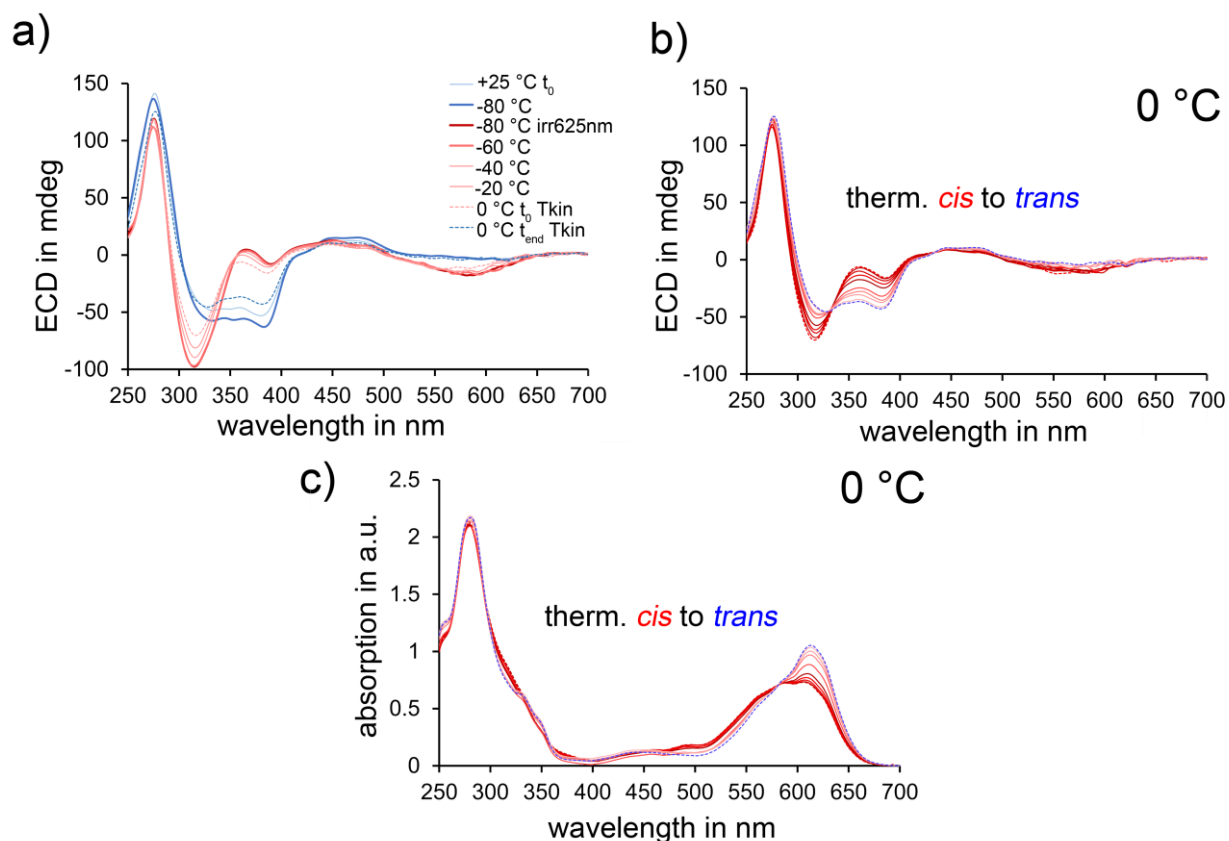 a)
150
100
50
0
-50
-100
250 300 350 400 450 500 550 600 650 700
ECD in mdeg
wavelength in nm
+25 °C t0
-80 °C
-80 °C irr625nm
-60 °C
-40 °C
-20 °C
0 °C t0 Tkin
0 °C tend Tkin
b)
0 °C
150
100
50
0
-50
-100
250 300 350 400 450 500 550 600 650 700
ECD in mdeg
wavelength in nm
therm. cis to trans
c)
0 °C
2.5
2
1.5
1
0.5
0
250 300 350 400 450 500 550 600 650 700
absorption in a.u.
wavelength in nm
therm. cis to trans